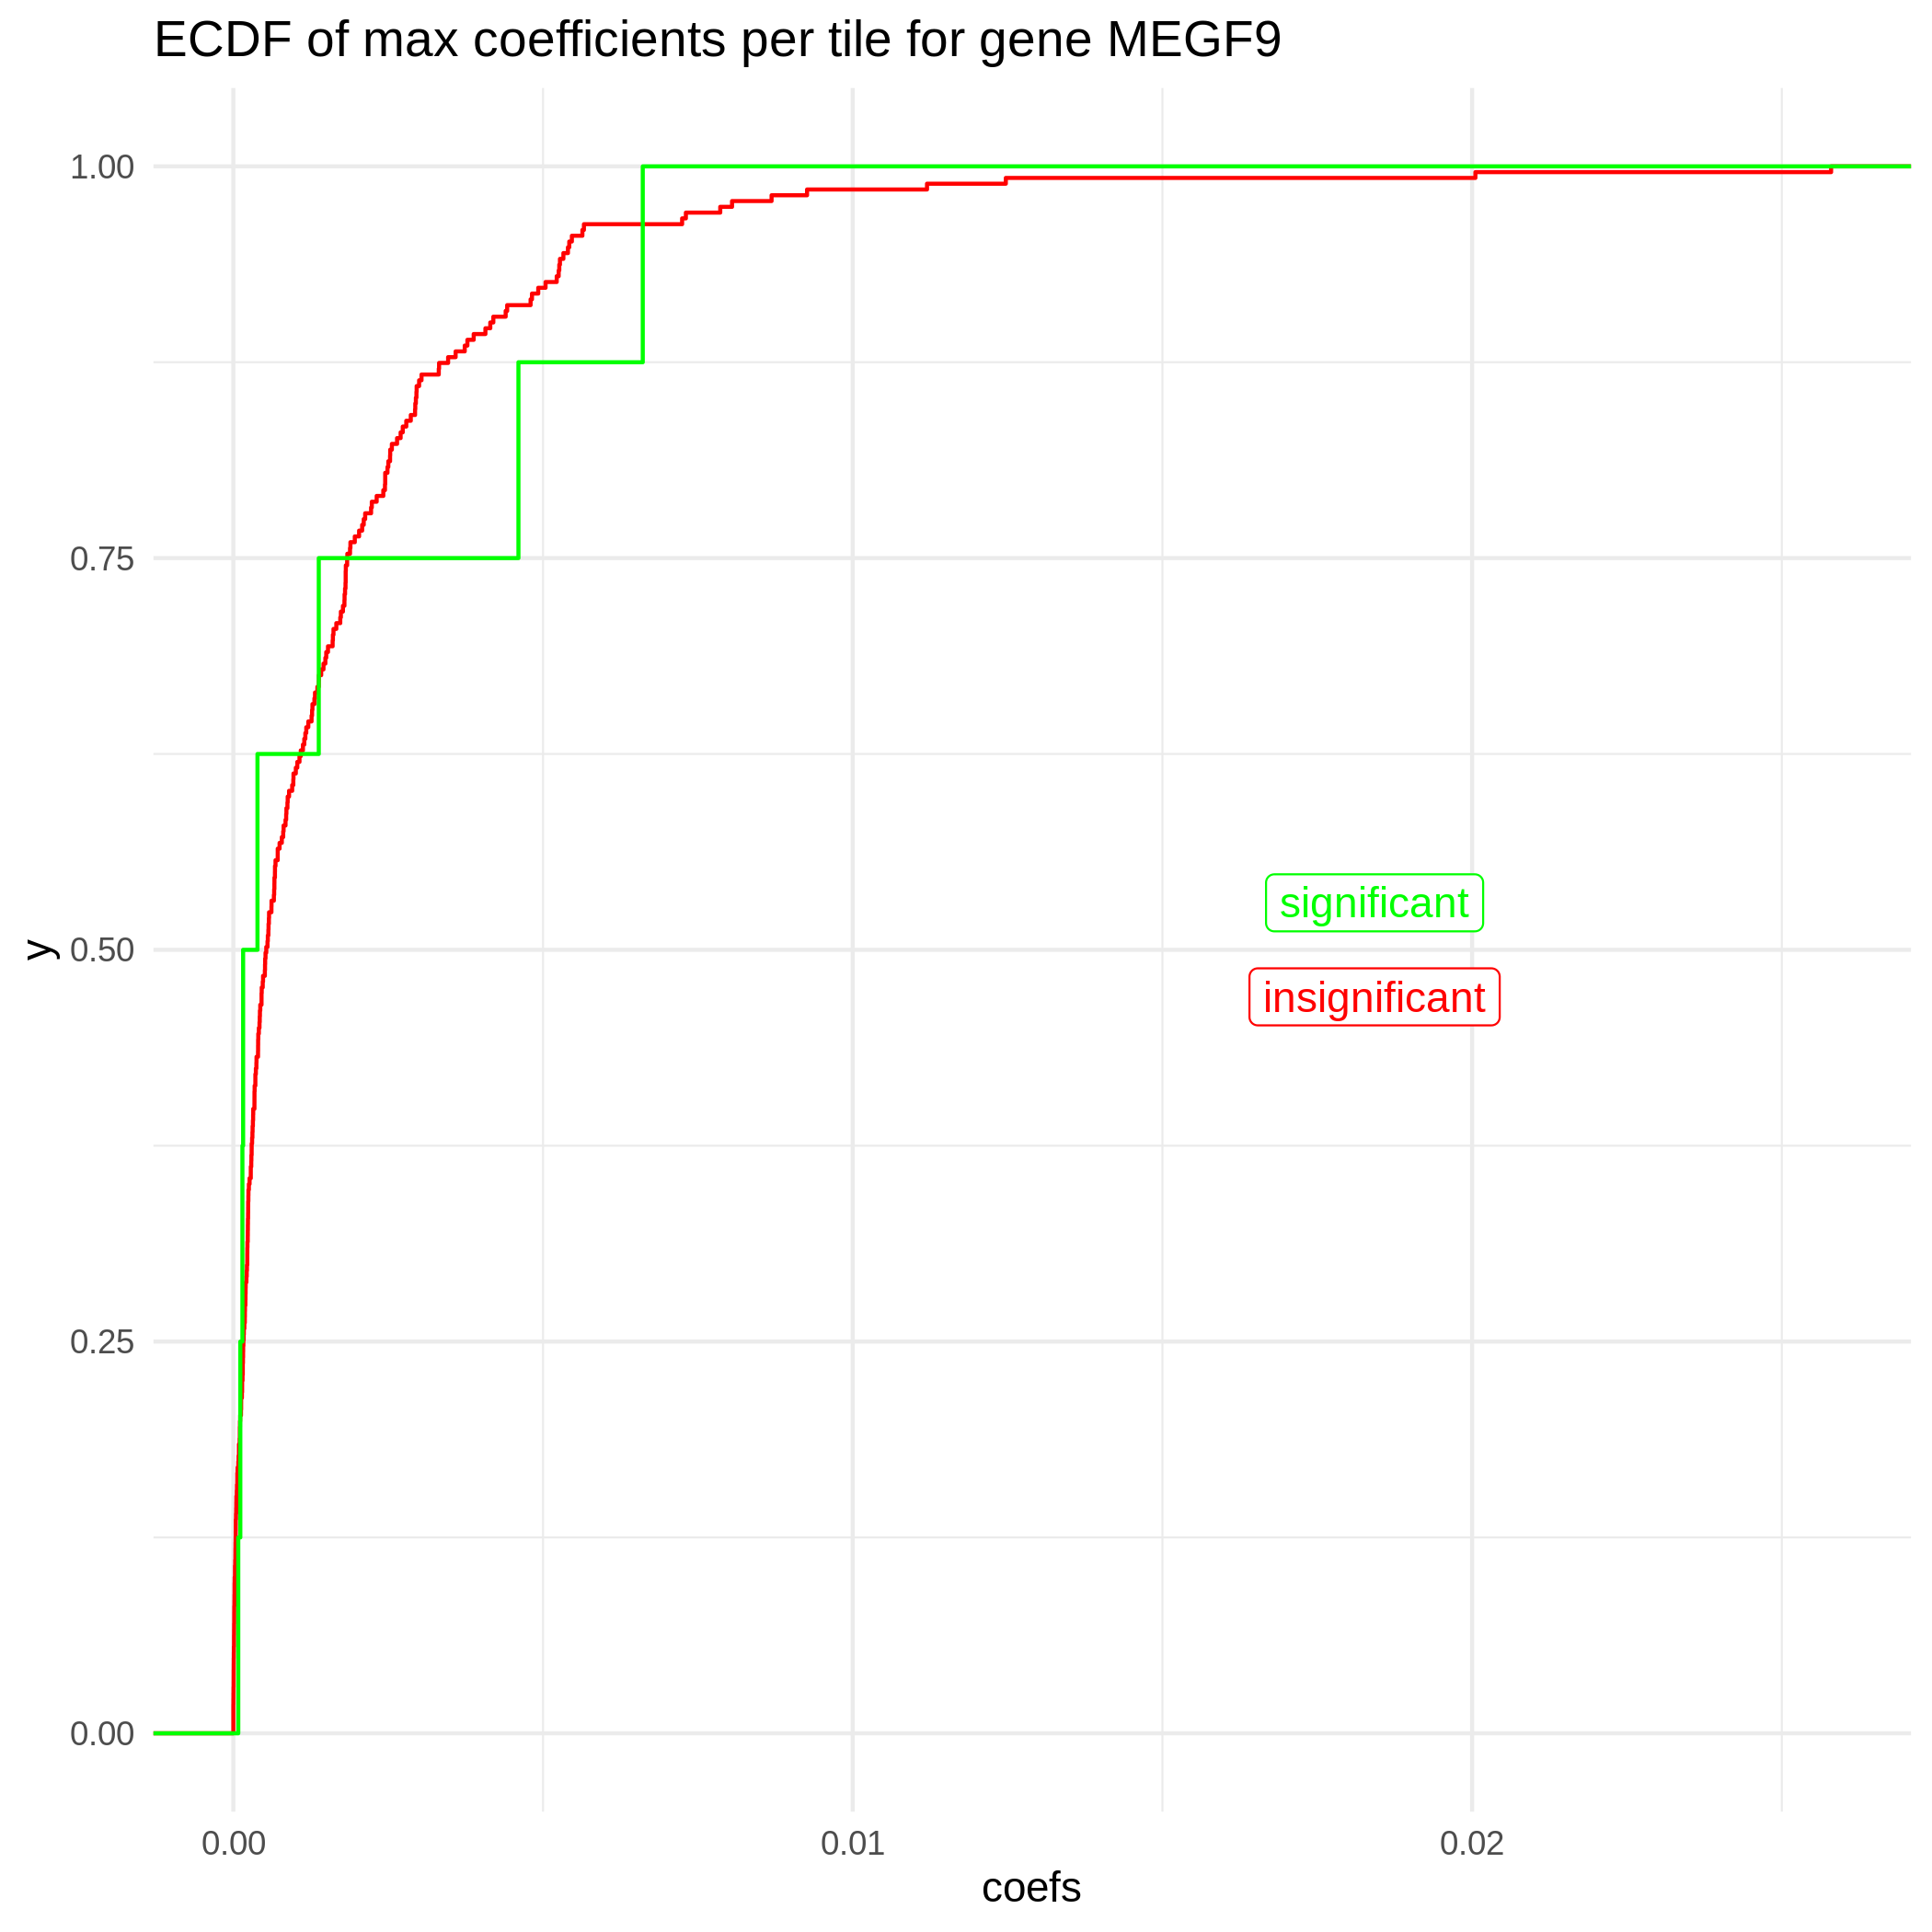 ECDF of max coefficients per tile for gene MEGF9
1.00
0.75
0.50
0.25
0.00
y
significant
insignificant
0.00 0.01 0.02
coefs